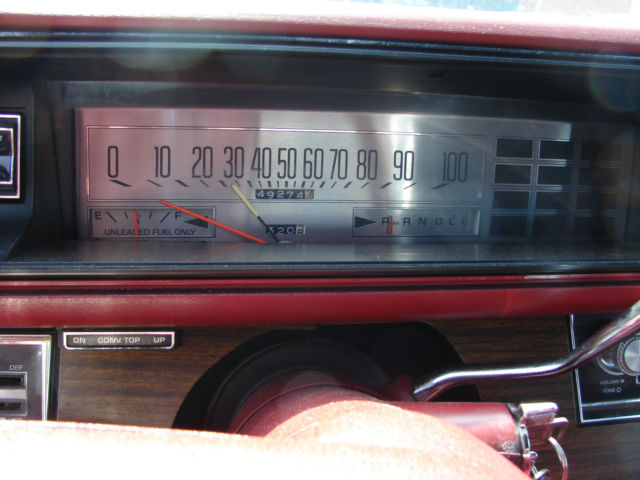 0 10 20 30 40 50 60 70 80 90 100
49274
E F
UNLEADED FUEL ONLY
P R N D L L
DN CONV. TOP UP
DEF
VOLUME
TONE